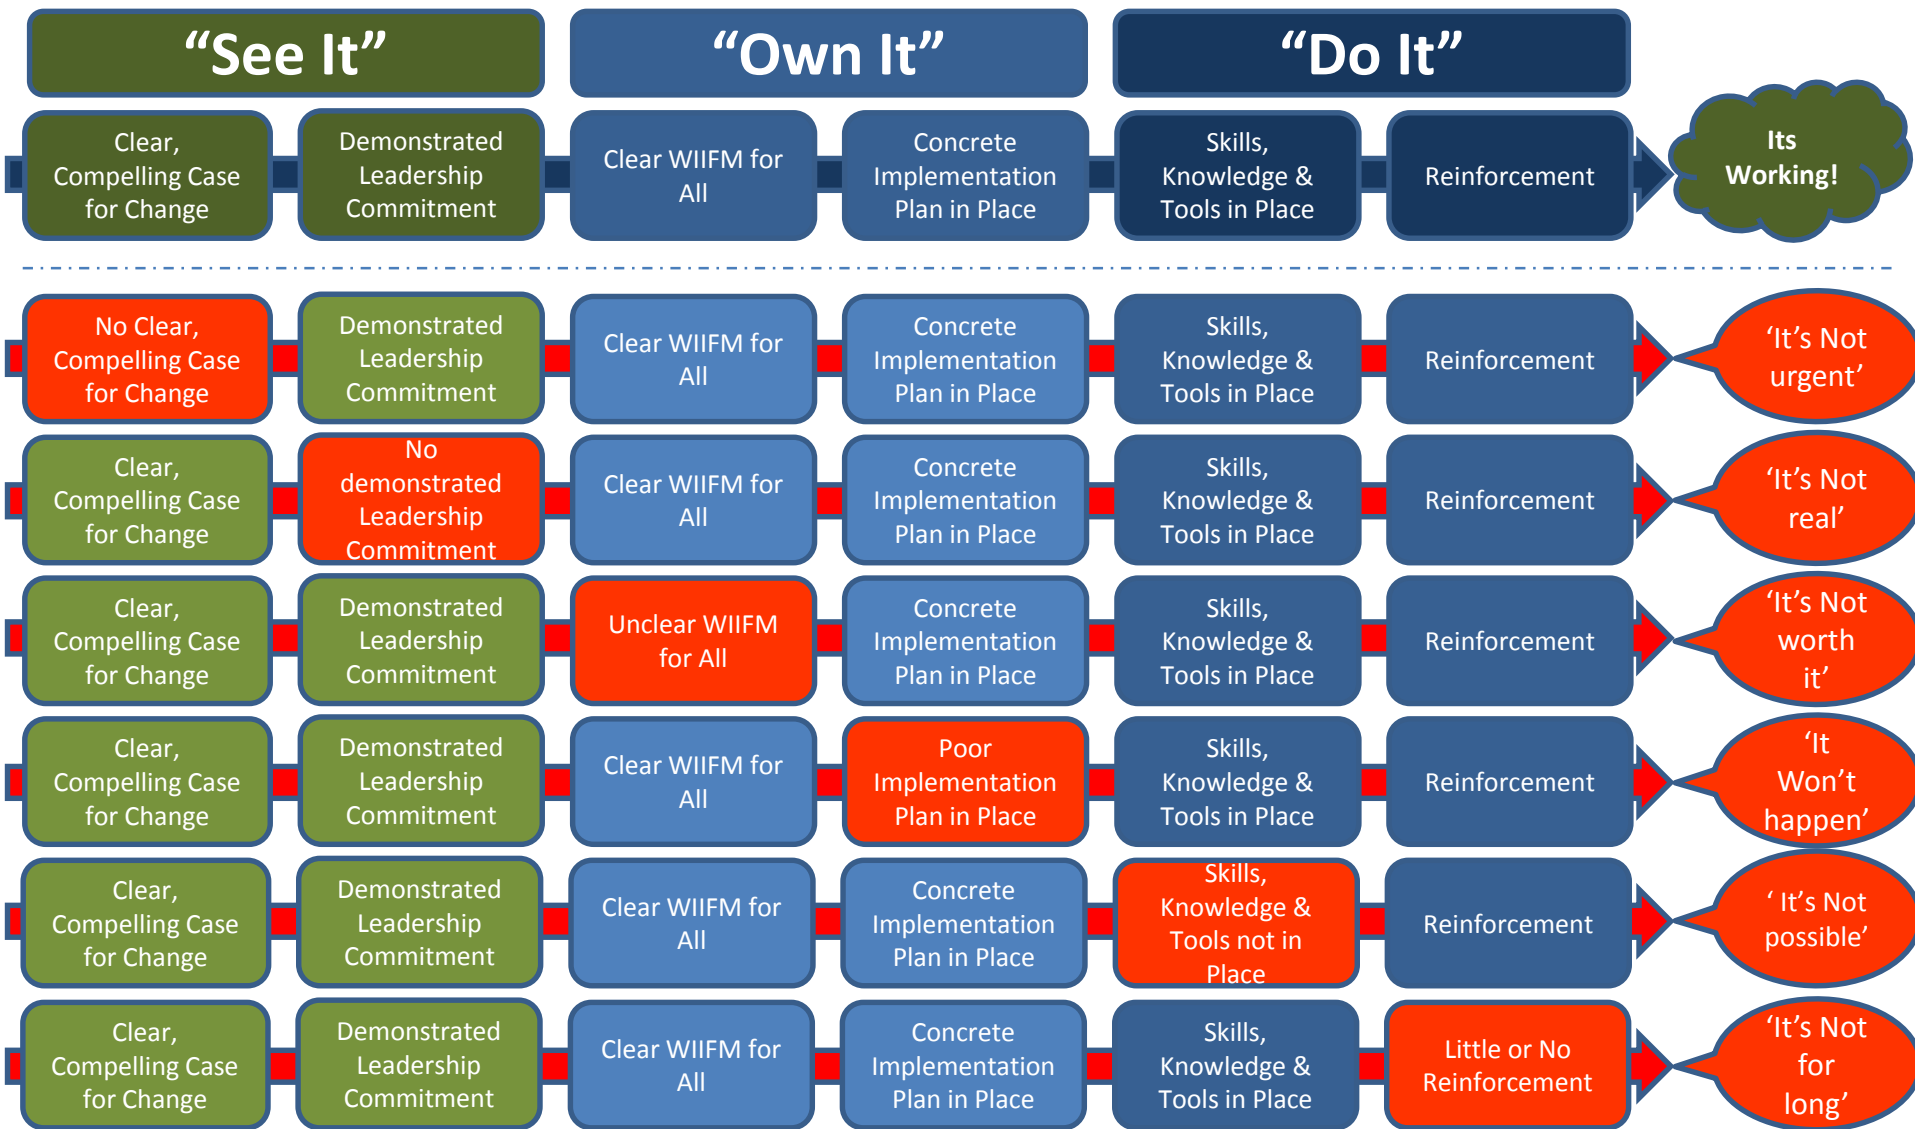 “See It”
“Own It”
“Do It”
Clear,
Compelling Case
for Change
Demonstrated
Leadership
Commitment
Clear WIIFM for
All
Concrete
Implementation
Plan in Place
Skills,
Knowledge &
Tools in Place
Reinforcement
Its
Working!
No Clear,
Compelling Case
for Change
Demonstrated
Leadership
Commitment
Clear WIIFM for
All
Concrete
Implementation
Plan in Place
Skills,
Knowledge &
Tools in Place
Reinforcement
‘It’s Not
urgent’
Clear,
Compelling Case
for Change
No
demonstrated
Leadership
Commitment
Clear WIIFM for
All
Concrete
Implementation
Plan in Place
Skills,
Knowledge &
Tools in Place
Reinforcement
‘It’s Not
real’
Clear,
Compelling Case
for Change
Demonstrated
Leadership
Commitment
Unclear WIIFM
for All
Concrete
Implementation
Plan in Place
Skills,
Knowledge &
Tools in Place
Reinforcement
‘It’s Not
worth
it’
Clear,
Compelling Case
for Change
Demonstrated
Leadership
Commitment
Clear WIIFM for
All
Poor
Implementation
Plan in Place
Skills,
Knowledge &
Tools in Place
Reinforcement
‘It
Won’t
happen’
Clear,
Compelling Case
for Change
Demonstrated
Leadership
Commitment
Clear WIIFM for
All
Concrete
Implementation
Plan in Place
Skills,
Knowledge &
Tools not in
Place
Reinforcement
‘ It’s Not
possible’
Clear,
Compelling Case
for Change
Demonstrated
Leadership
Commitment
Clear WIIFM for
All
Concrete
Implementation
Plan in Place
Skills,
Knowledge &
Tools in Place
Little or No
Reinforcement
‘It’s Not
for
long’